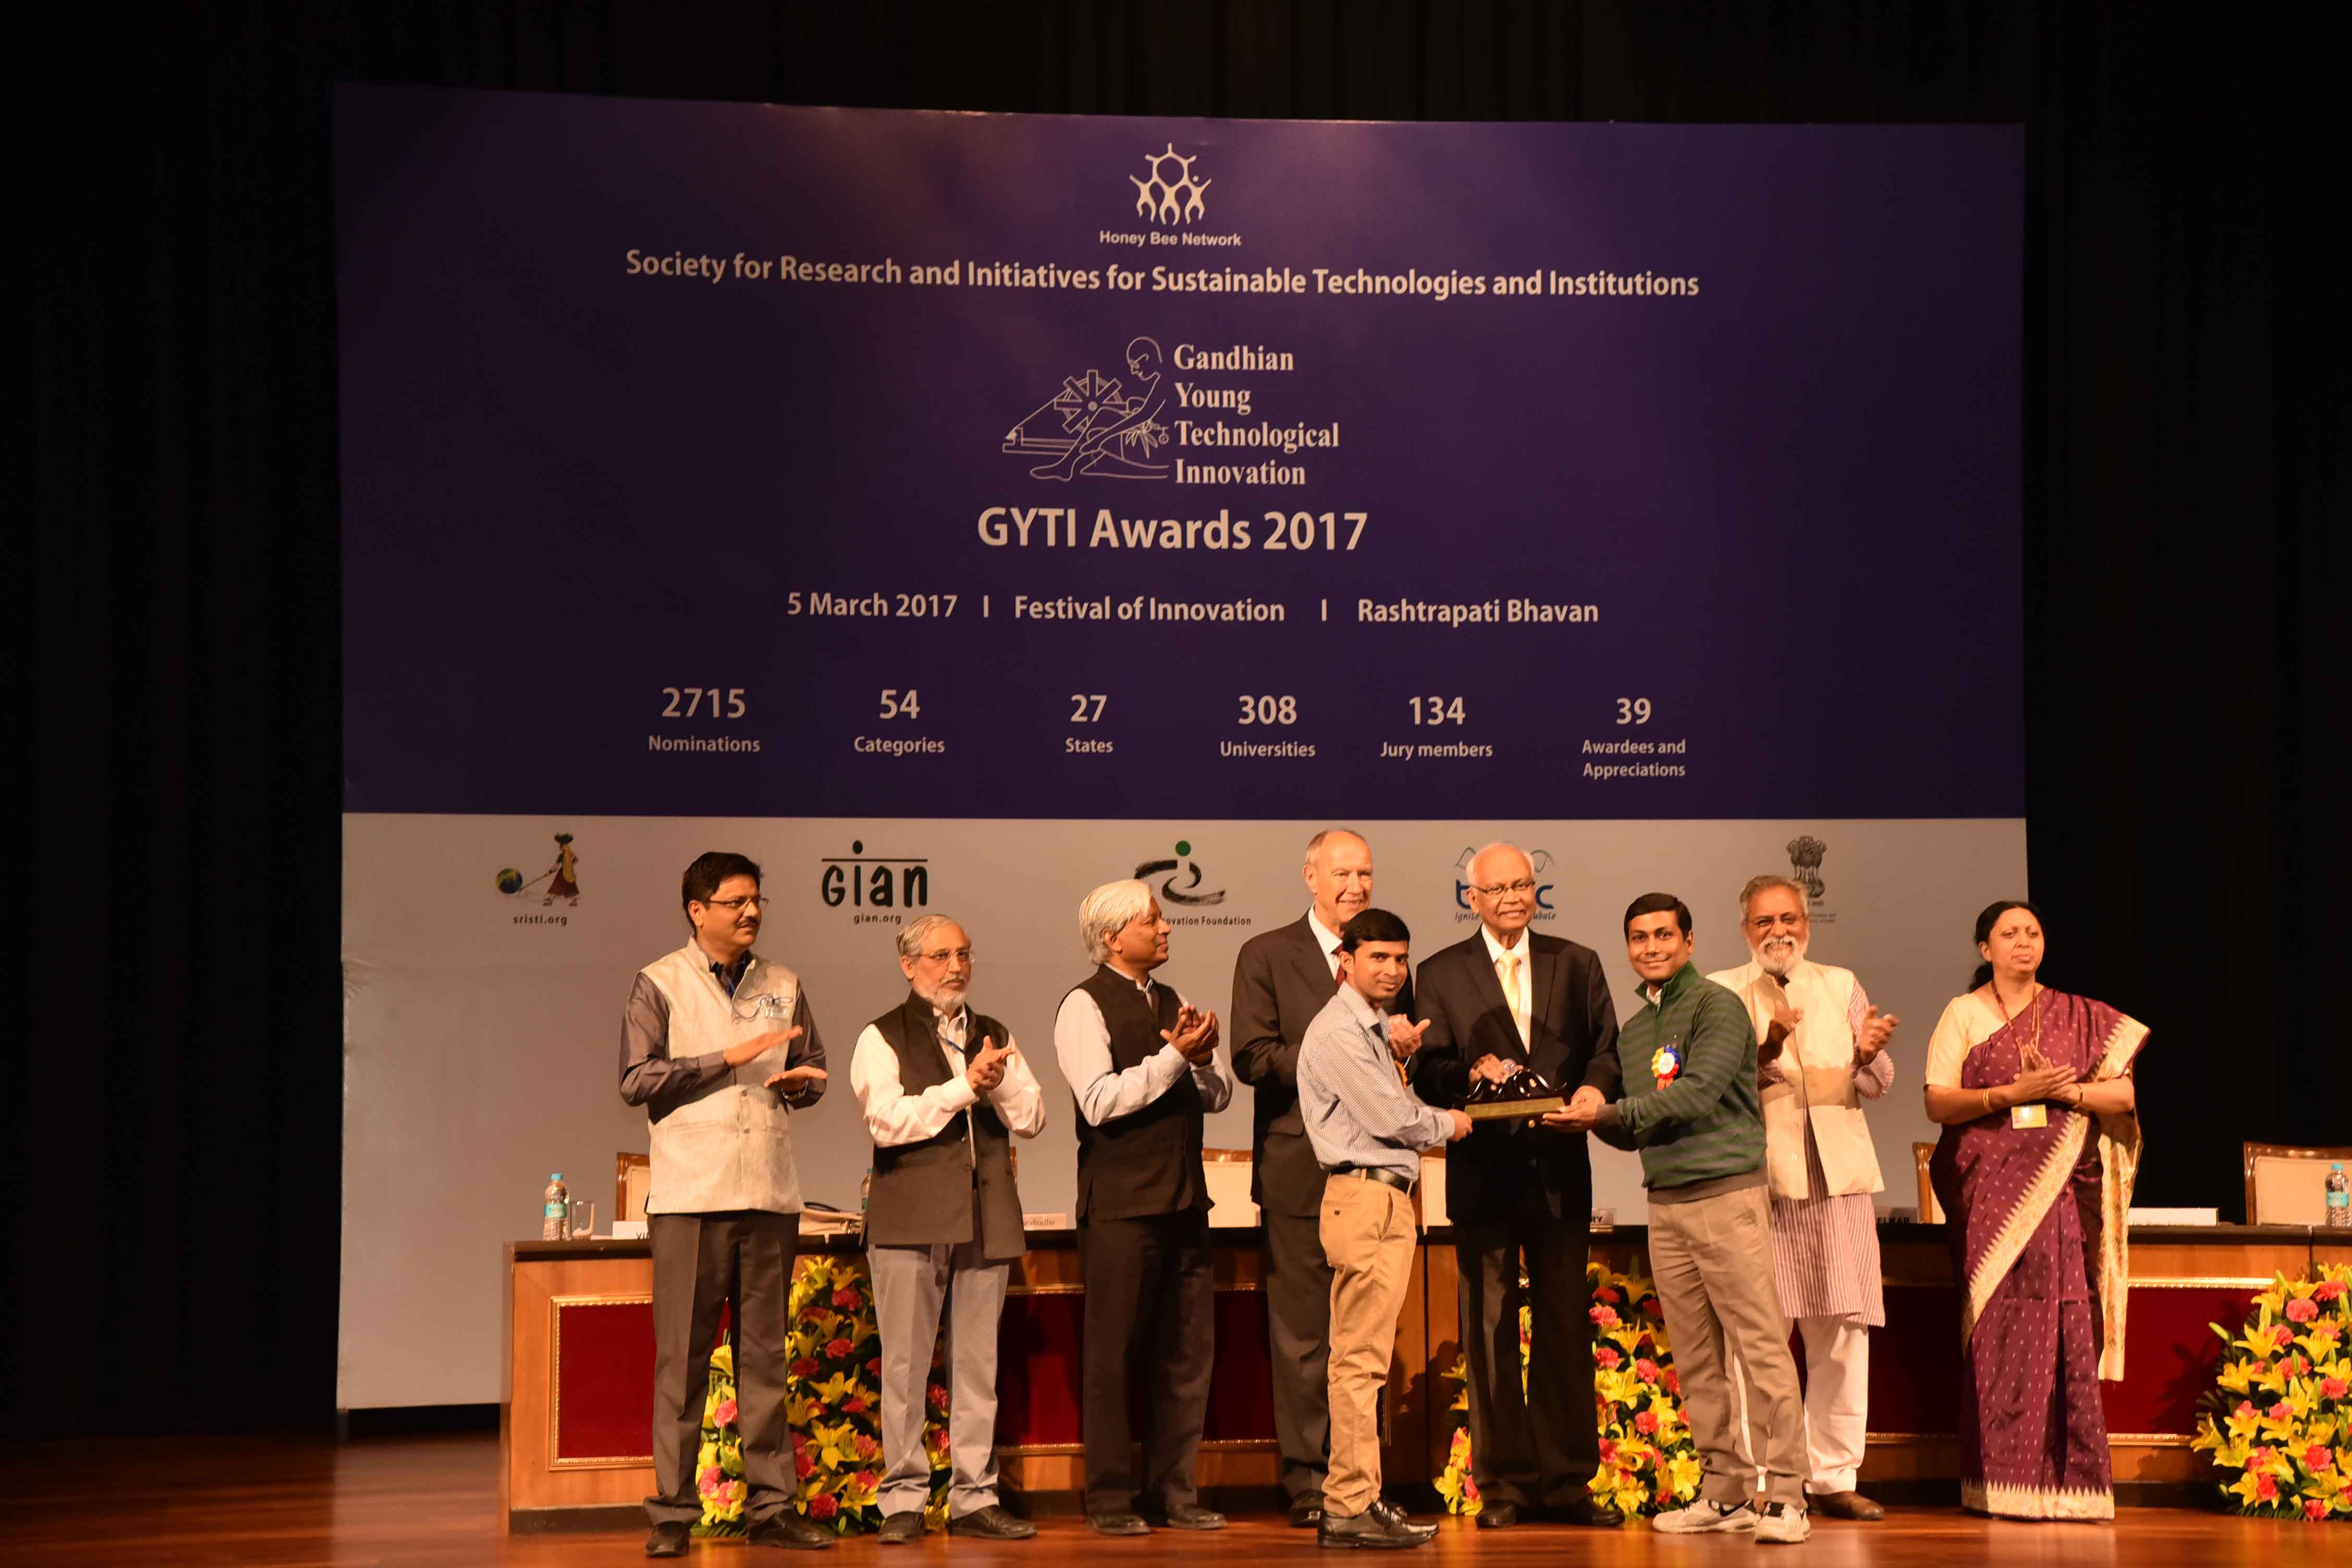 Honey Bee Network
Society for Research and Initiatives for Sustainable Technologies and Institutions
Gandhian
Young
Technological
Innovation
GYTI Awards 2017
5 March 2017 | Festival of Innovation | Rashtrapati Bhavan
2715 54 27 308 134 39
Nominations Categories States Universities Jury members Awardees and
Appreciations
sristi.org
GIAN
gian.org
ovation Foundation
Ignite